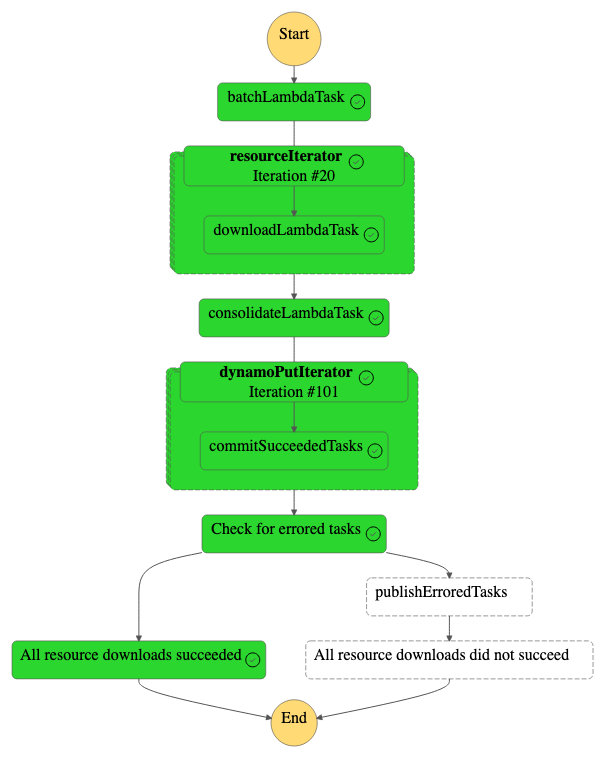 Start
batchLambdaTask
resourceIterator
Iteration #20
downloadLambdaTask
consolidateLambdaTask
dynamoPutIterator
Iteration #101
commitSucceededTasks
Check for errored tasks
publishErroredTasks
All resource downloads succeeded
All resource downloads did not succeed
End